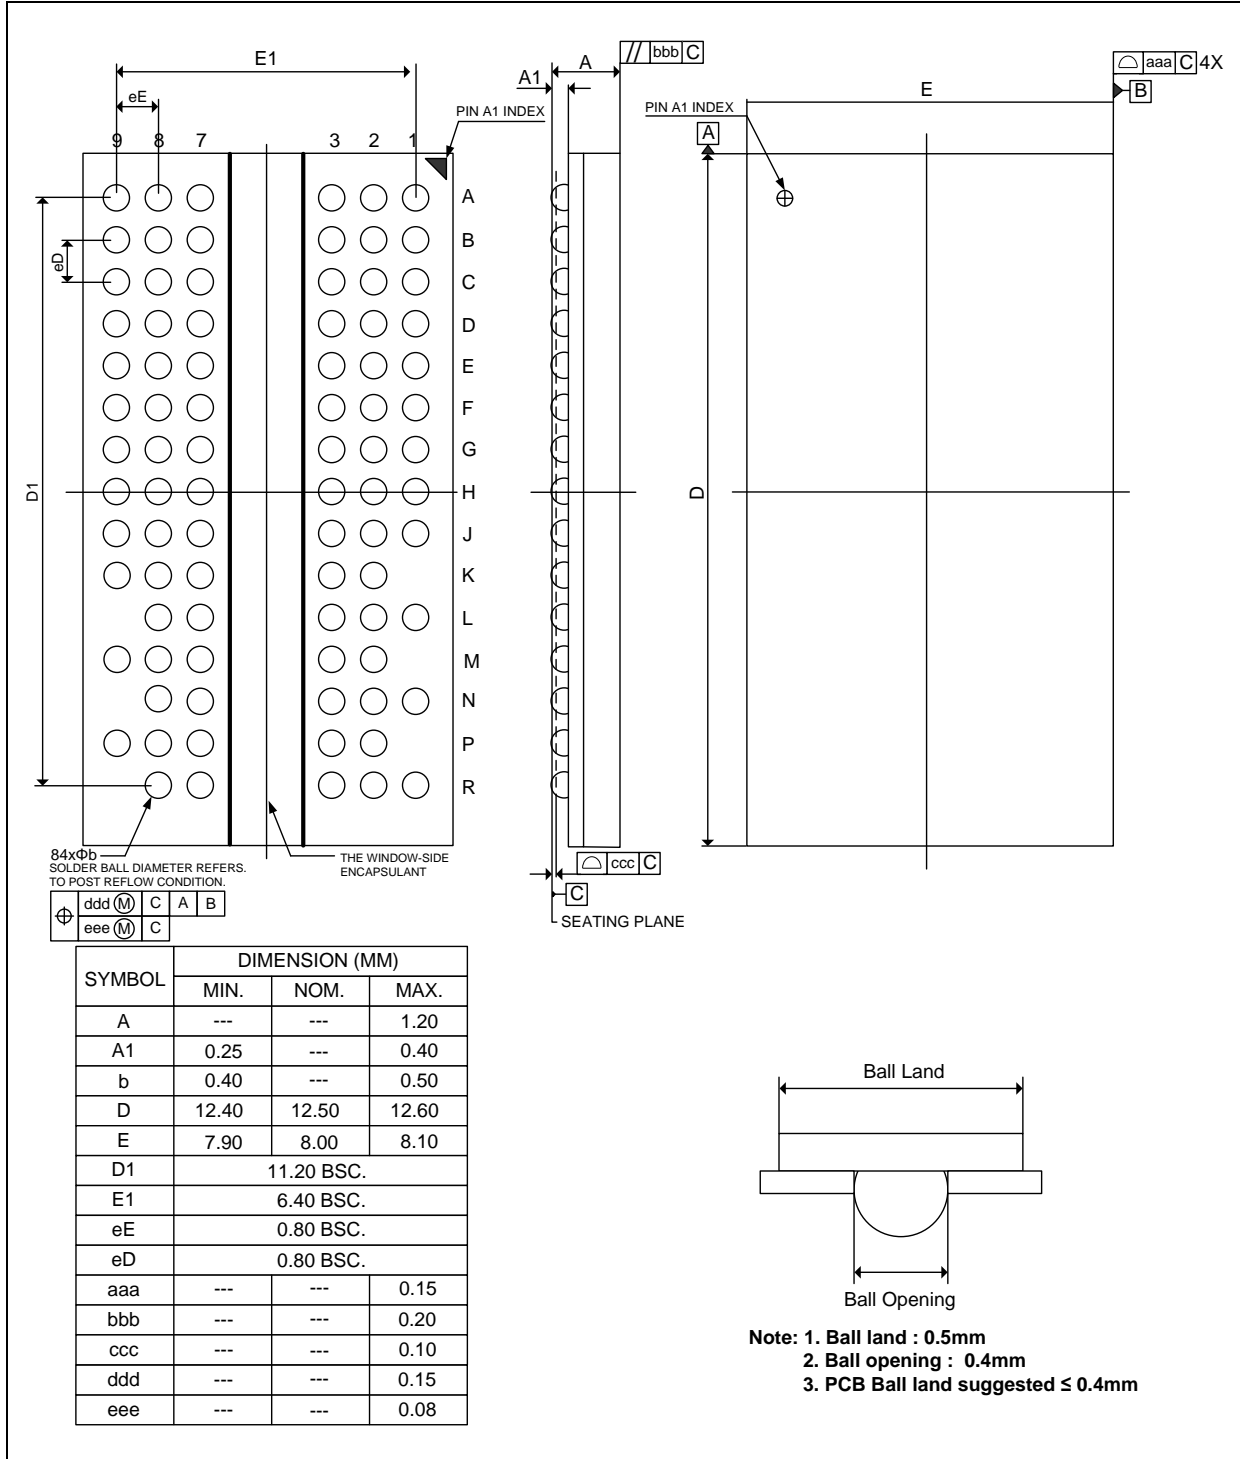 E1
eE
9 8 7 3 2 1
PIN A1 INDEX
A
B
C
D
E
F
G
H
J
K
L
M
N
P
R
eD
D1
84xΦb
SOLDER BALL DIAMETER REFERS.
TO POST REFLOW CONDITION.
ddd M C A B
eee M C
THE WINDOW-SIDE
ENCAPSULANT
// bbb C
A
A1
ccc C
C
SEATING PLANE
aaa C 4X
B
E
PIN A1 INDEX
A
D
SYMBOL DIMENSION (MM)
MIN. NOM. MAX.
A --- --- 1.20
A1 0.25 --- 0.40
b 0.40 --- 0.50
D 12.40 12.50 12.60
E 7.90 8.00 8.10
D1 11.20 BSC.
E1 6.40 BSC.
eE 0.80 BSC.
eD 0.80 BSC.
aaa --- --- 0.15
bbb --- --- 0.20
ccc --- --- 0.10
ddd --- --- 0.15
eee --- --- 0.08
Ball Land
Ball Opening
Note: 1. Ball land : 0.5mm
2. Ball opening : 0.4mm
3. PCB Ball land suggested ≤ 0.4mm